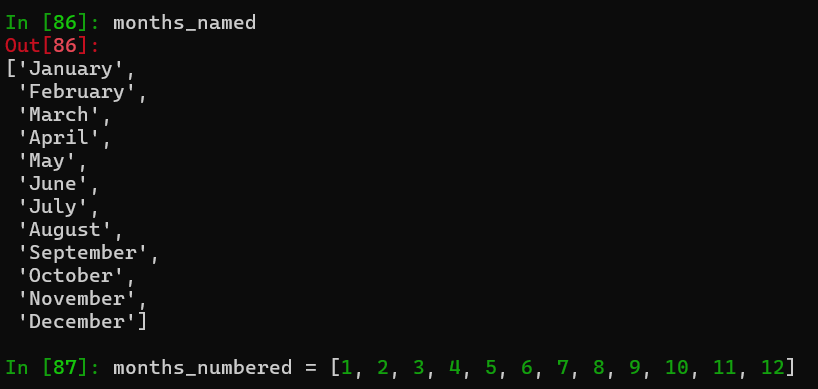 In [86]: months_named
Out[86]:
['January',
 'February',
 'March',
 'April',
 'May',
 'June',
 'July',
 'August',
 'September',
 'October',
 'November',
 'December']
In [87]: months_numbered = [1, 2, 3, 4, 5, 6, 7, 8, 9, 10, 11, 12]